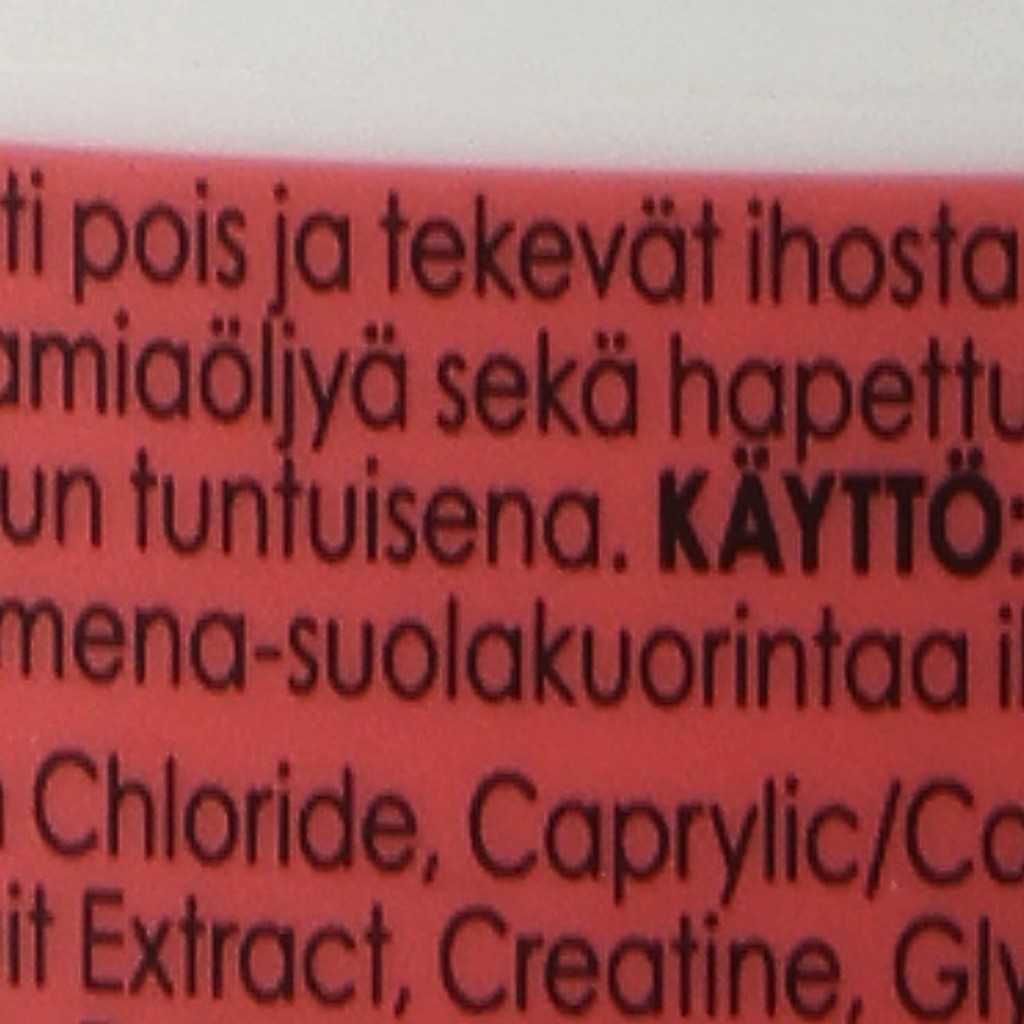 ti pois ja tekevät ihosta
amiaöljyä sekä hapettu
un tuntuisena. KÄYTTÖ:
mena-suolakuorintaa il
Chloride, Caprylic/Ca
it Extract, Creatine, Gly